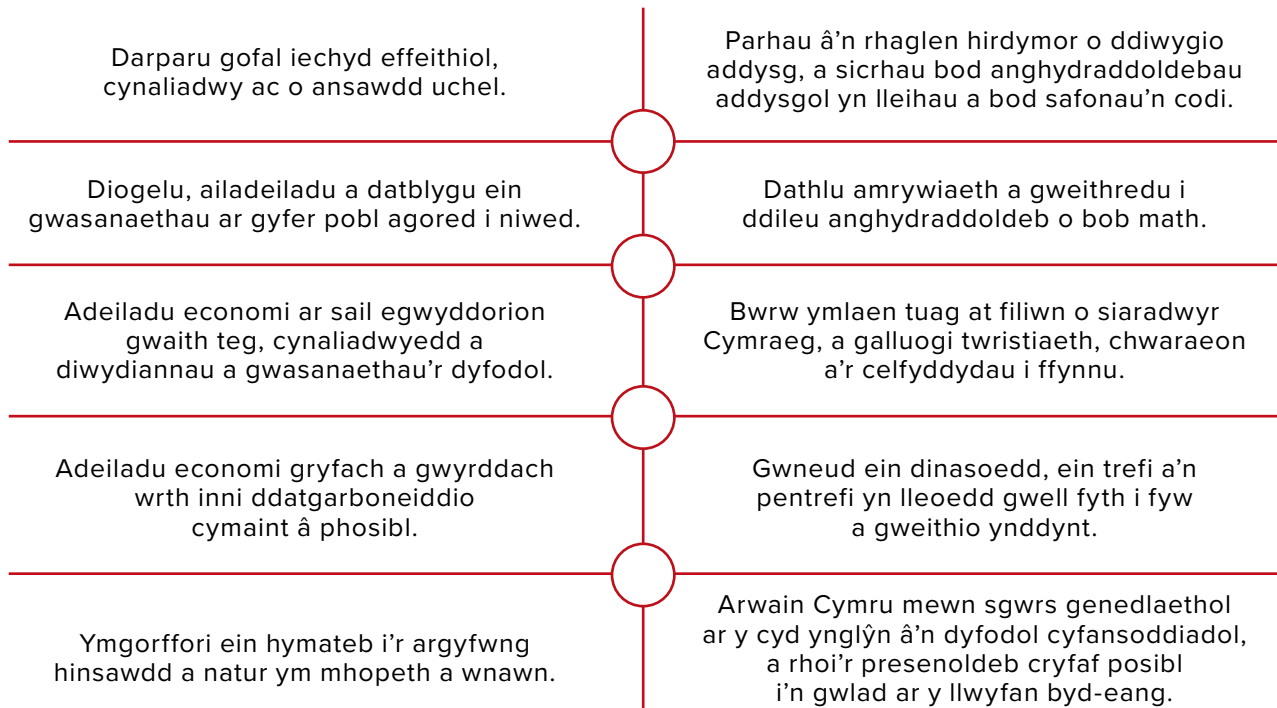 Darparu gofal iechyd effeithiol,
cynaliadwy ac o ansawdd uchel.
Parhau â’n rhaglen hirdymor o ddiwygio
addysg, a sicrhau bod anghydraddoldebau
addysgol yn lleihau a bod safonau’n codi.
Diogelu, ailadeiladu a datblygu ein
gwasanaethau ar gyfer pobl agored i niwed.
Dathlu amrywiaeth a gweithredu i
ddileu anghydraddoldeb o bob math.
Adeiladu economi ar sail egwyddorion
gwaith teg, cynaliadwyedd a
diwydiannau a gwasanaethau’r dyfodol.
Bwrw ymlaen tuag at filiwn o siaradwyr
Cymraeg, a galluogi twristiaeth, chwaraeon
a’r celfyddydau i ffynnu.
Adeiladu economi gryfach a gwyrddach
wrth inni ddatgarboneiddio
cymaint â phosibl.
Gwneud ein dinasoedd, ein trefi a’n
pentrefi yn lleoedd gwell fyth i fyw
a gweithio ynddynt.
Ymgorffori ein hymateb i’r argyfwng
hinsawdd a natur ym mhopeth a wnawn.
Arwain Cymru mewn sgwrs genedlaethol
ar y cyd ynglŷn â’n dyfodol cyfansoddiadol,
a rhoi’r presenoldeb cryfaf posibl
i’n gwlad ar y llwyfan byd-eang.